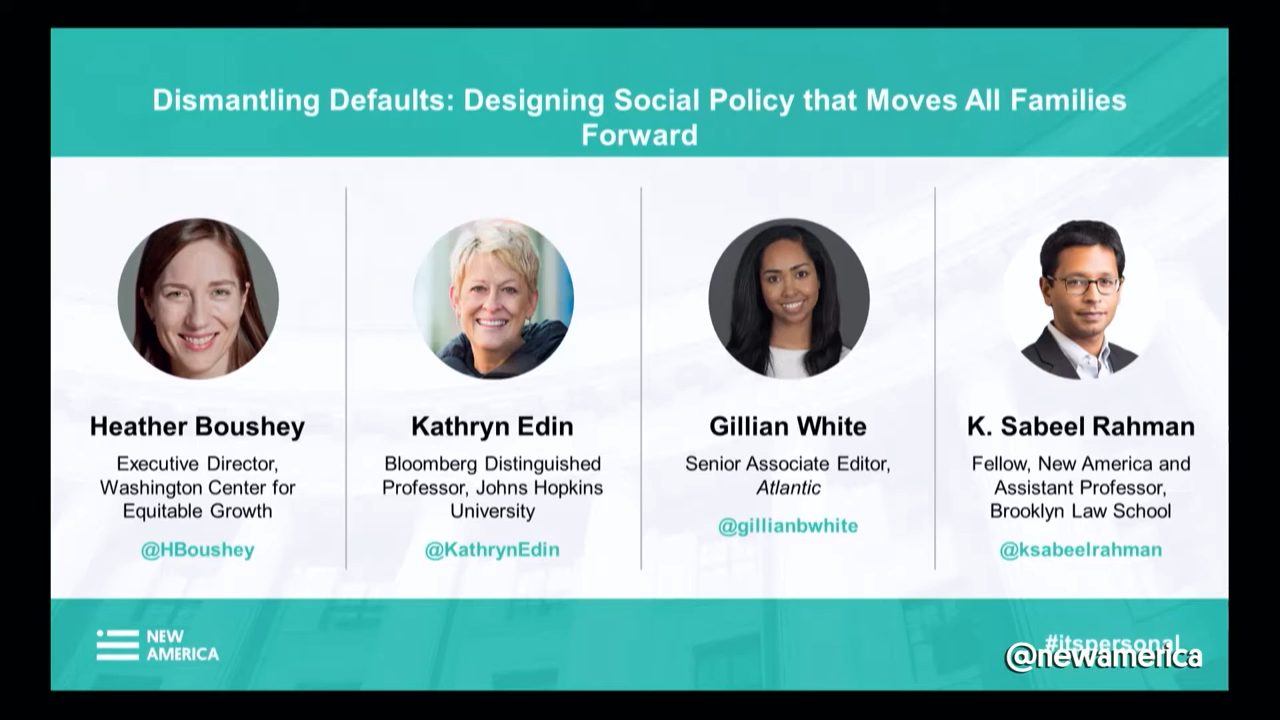 Dismantling Defaults: Designing Social Policy that Moves All Families
Forward
Heather Boushey
Executive Director,
Washington Center for
Equitable Growth
@HBoushey
Kathryn Edin
Bloomberg Distinguished
Professor, Johns Hopkins
University
@KathrynEdin
Gillian White
Senior Associate Editor,
Atlantic
@gillianbwhite
K. Sabeel Rahman
Fellow, New America and
Assistant Professor,
Brooklyn Law School
@ksabeelrahman
NEW
AMERICA
#itspersonal
@newamerica